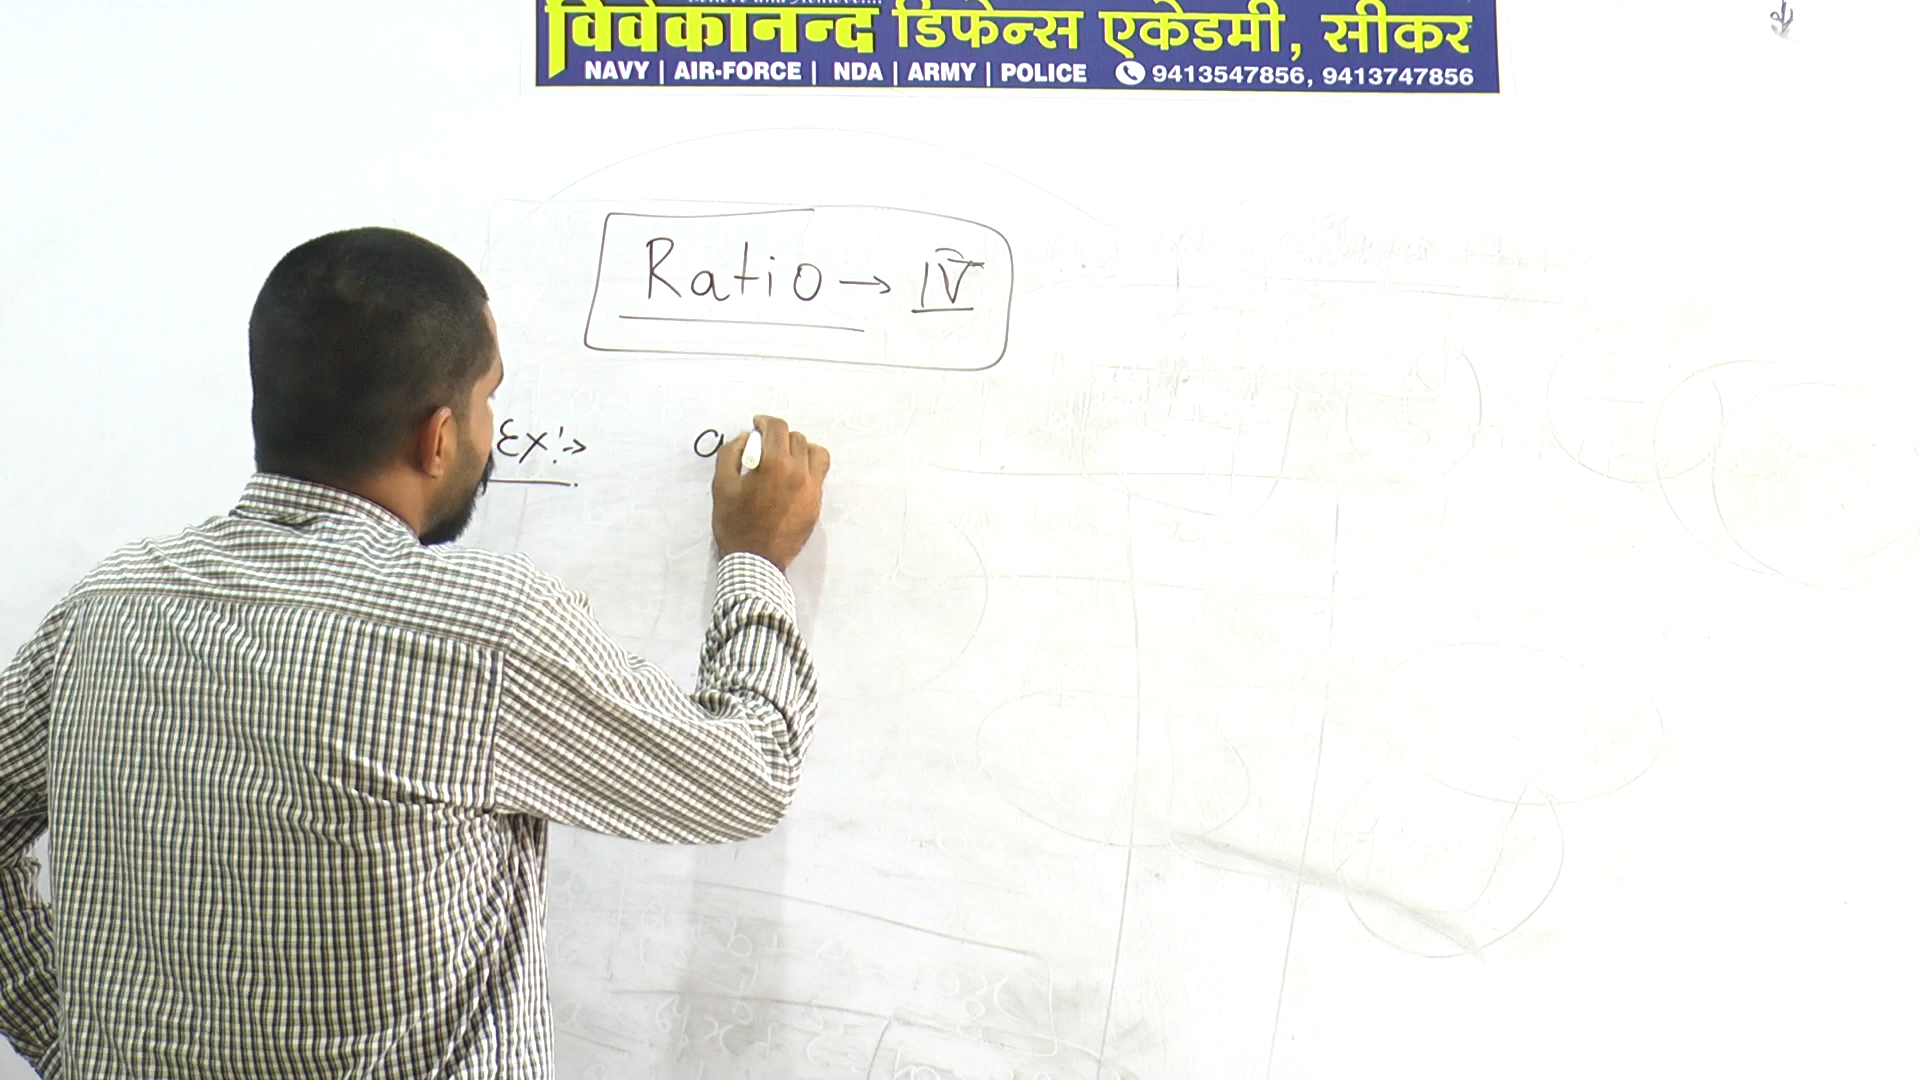 विवेकानन्द डिफेन्स एकेडमी, सीकर
NAVY | AIR-FORCE | NDA | ARMY | POLICE 9413547856, 9413747856
Ratio → IV
Ex:→ a